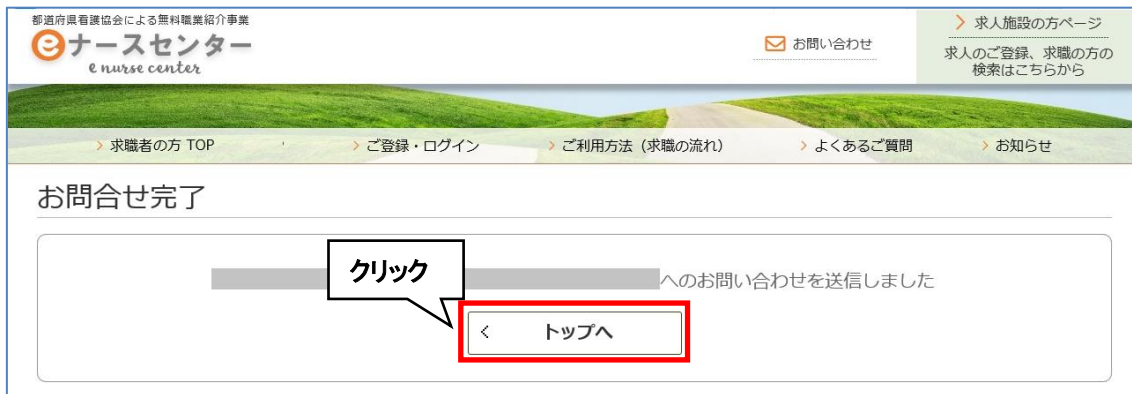 都道府県看護協会による無料職業紹介事業
eナースセンター
e nurse center
お問い合わせ
求人施設の方ページ
求人のご登録、求職の方の
検索はこちらから
求職者の方 TOP
ご登録・ログイン
ご利用方法（求職の流れ）
よくあるご質問
お知らせ
お問合せ完了
クリック
へのお問い合わせを送信しました
トップへ